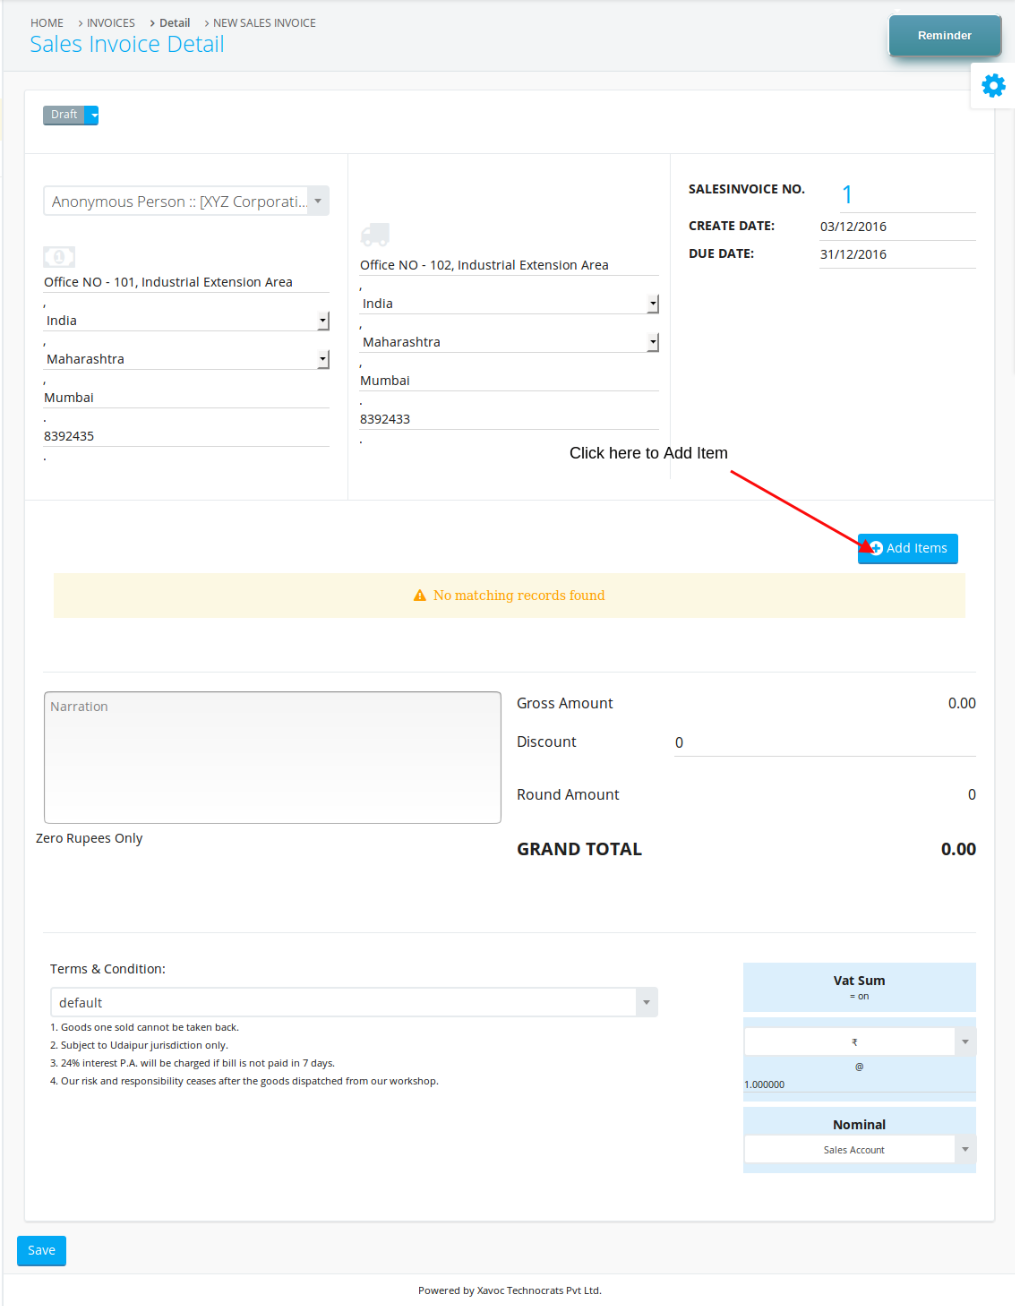 HOME > INVOICES > Detail > NEW SALES INVOICE
Sales Invoice Detail
Reminder
Draft
Anonymous Person :: [XYZ Corporati...
Office NO - 101, Industrial Extension Area
,
India
,
Maharashtra
,
Mumbai
.
8392435
.
Office NO - 102, Industrial Extension Area
,
India
,
Maharashtra
,
Mumbai
.
8392433
.
SALESINVOICE NO. 1
CREATE DATE: 03/12/2016
DUE DATE: 31/12/2016
Click here to Add Item
Add Items
No matching records found
Narration
Zero Rupees Only
Gross Amount 0.00
Discount 0
Round Amount 0
GRAND TOTAL 0.00
Terms & Condition:
default
1. Goods one sold cannot be taken back.
2. Subject to Udaipur jurisdiction only.
3. 24% interest P.A. will be charged if bill is not paid in 7 days.
4. Our risk and responsibility ceases after the goods dispatched from our workshop.
Vat Sum
= on
₹
@
1.000000
Nominal
Sales Account
Save
Powered by Xavoc Technocrats Pvt Ltd.